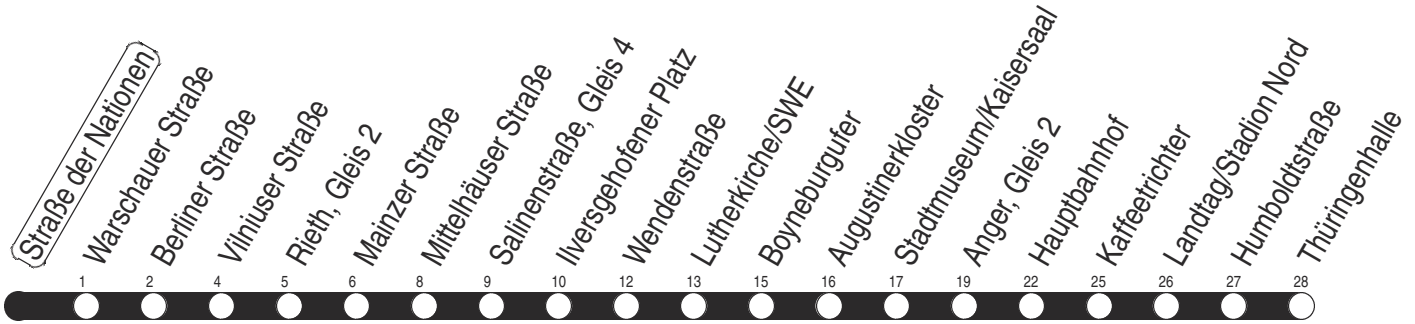 Straße der Nationen
Warschauer Straße
Berliner Straße
Vilniuser Straße
Rieth, Gleis 2
Mainzer Straße
Mittelhäuser Straße
Salinenstraße, Gleis 4
Ilversgehofener Platz
Wendenstraße
Lutherkirche/SWE
Boyneburgufer
Augustinerkloster
Stadtmuseum/Kaisersaal
Anger, Gleis 2
Hauptbahnhof
Kaffeetrichter
Landtag/Stadion Nord
Humboldtstraße
Thüringenhalle
1 2 4 5 6 8 9 10 12 13 15 16 17 19 22 25 26 27 28